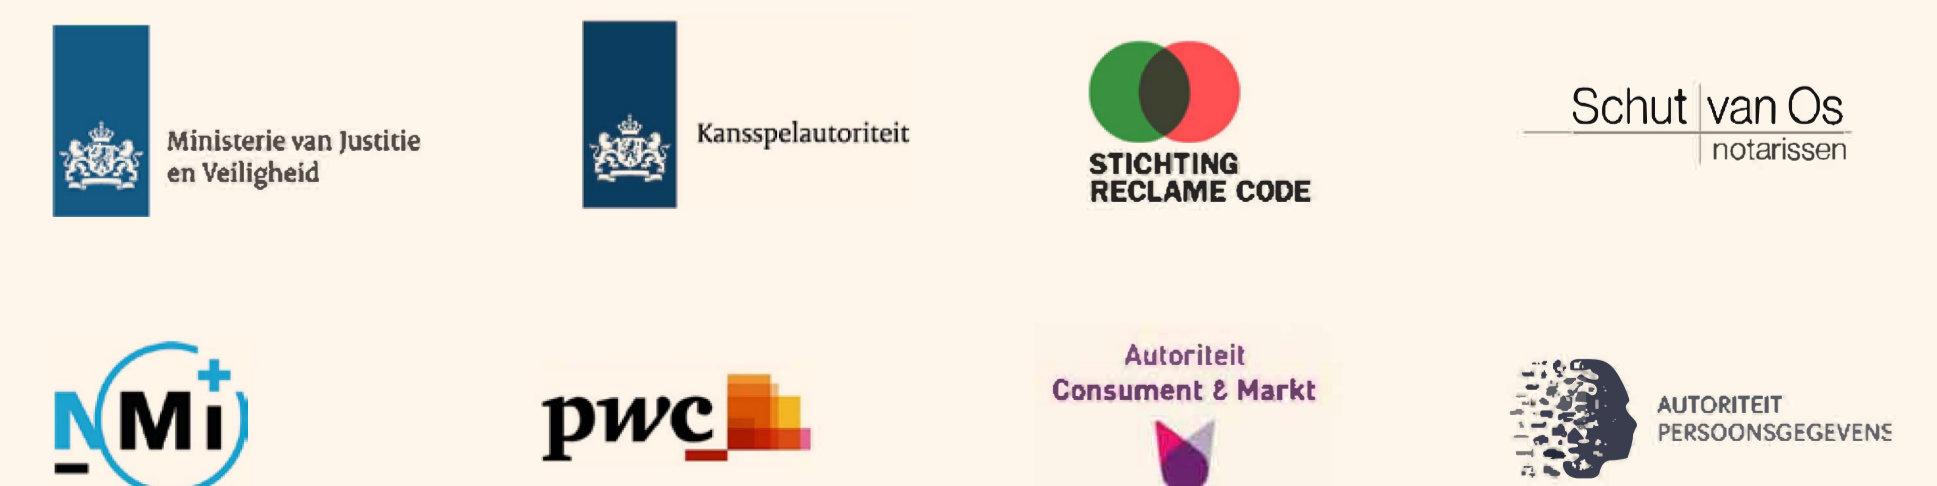 Ministerie van Justitie
en Veiligheid
Kansspelautoriteit
STICHTING
RECLAME CODE
Schut van Os
notarissen
NMi
pwc
Autoriteit
Consument & Markt
AUTORITEIT
PERSOONSGEGEVENS